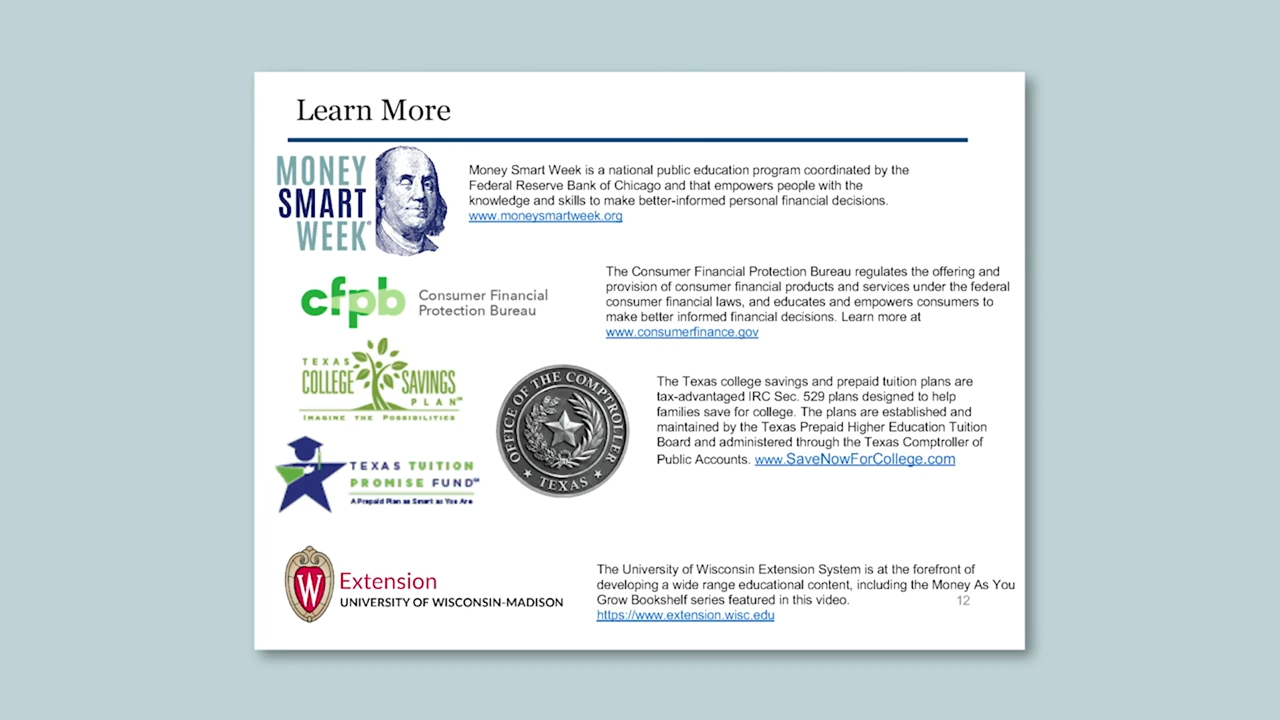 Learn More
MONEY
SMART
WEEK®
Money Smart Week is a national public education program coordinated by the
Federal Reserve Bank of Chicago and that empowers people with the
knowledge and skills to make better-informed personal financial decisions.
www.moneysmartweek.org
cfpb
Consumer Financial
Protection Bureau
The Consumer Financial Protection Bureau regulates the offering and
provision of consumer financial products and services under the federal
consumer financial laws, and educates and empowers consumers to
make better informed financial decisions. Learn more at
www.consumerfinance.gov
TEXAS
COLLEGE SAVINGS
PLAN℠
IMAGINE THE POSSIBILITIES
TEXAS TUITION
PROMISE FUND℠
A Prepaid Plan as Smart as You Are
OFFICE OF THE COMPTROLLER
TEXAS
The Texas college savings and prepaid tuition plans are
tax-advantaged IRC Sec. 529 plans designed to help
families save for college. The plans are established and
maintained by the Texas Prepaid Higher Education Tuition
Board and administered through the Texas Comptroller of
Public Accounts. www.SaveNowForCollege.com
W
Extension
UNIVERSITY OF WISCONSIN-MADISON
The University of Wisconsin Extension System is at the forefront of
developing a wide range educational content, including the Money As You
Grow Bookshelf series featured in this video.
https://www.extension.wisc.edu
12